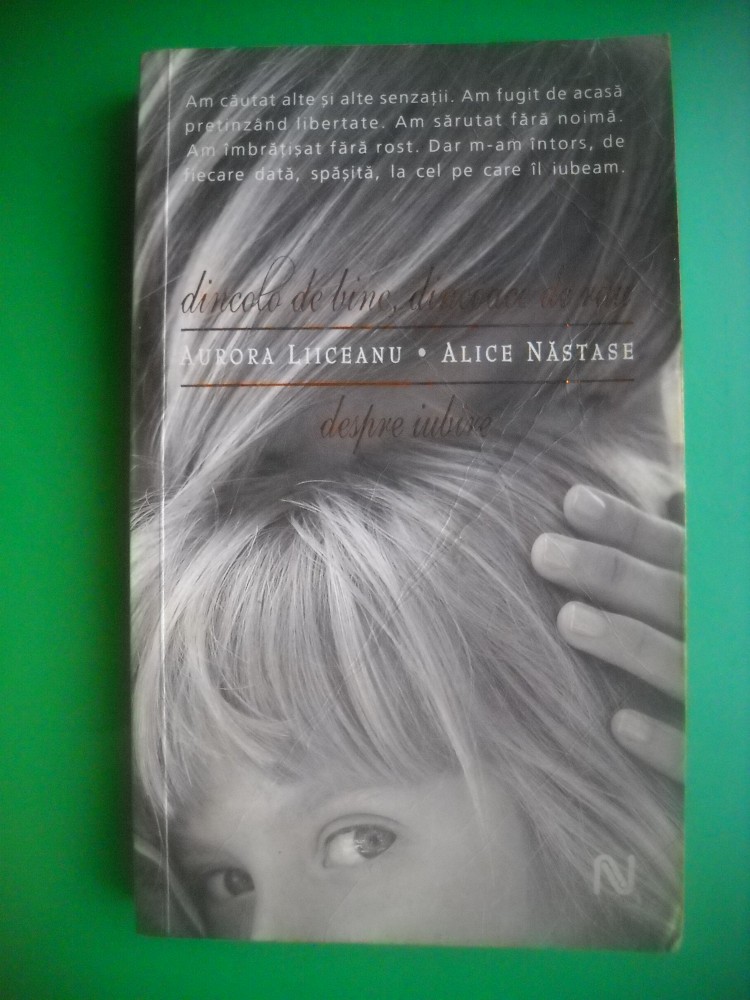 Am căutat alte și alte senzații. Am fugit de acasă
pretinzând libertate. Am sărutat fără noimă.
Am îmbrățișat fără rost. Dar m-am întors, de
fiecare dată, spășită, la cel pe care îl iubeam.
dincolo de bine, dincoace de rău
AURORA LIICEANU • ALICE NĂSTASE
despre iubire
N